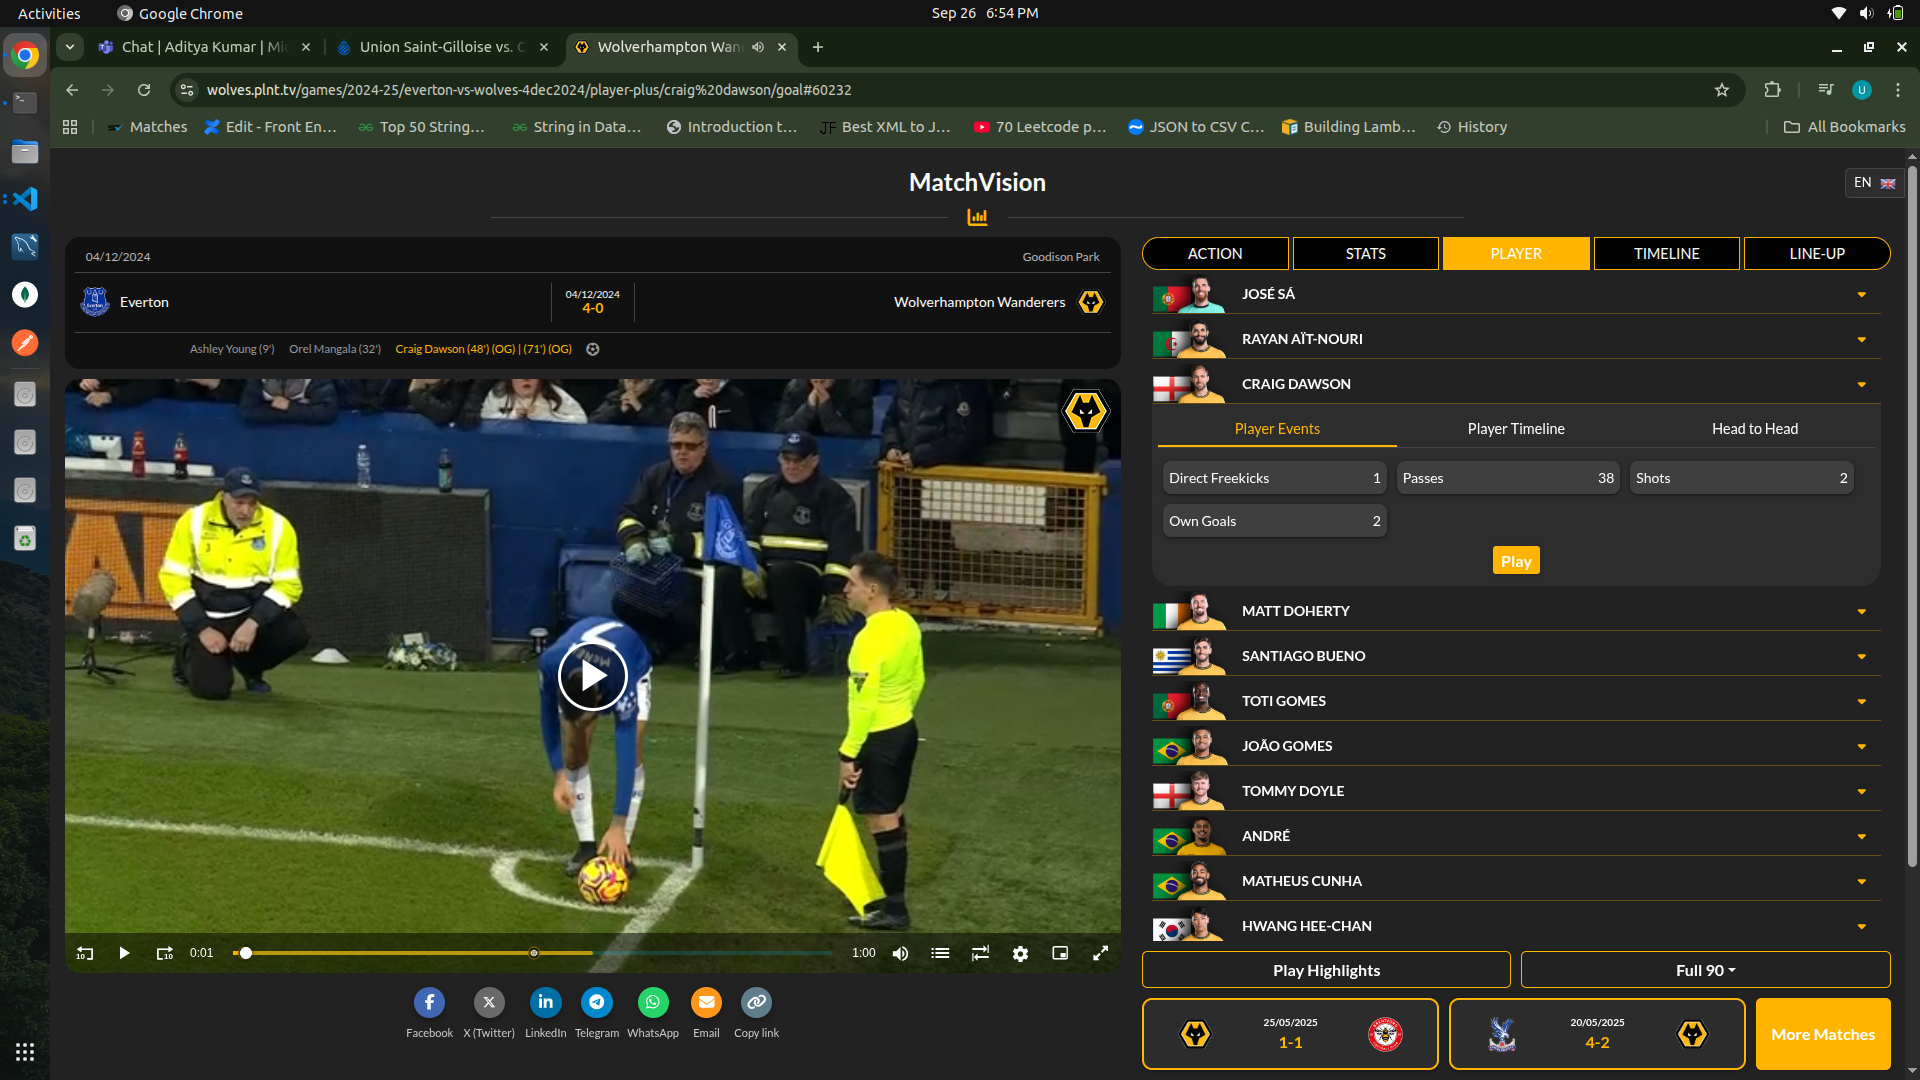 Activities Google Chrome Sep 26 6:54 PM
Chat | Aditya Kumar | Mi Union Saint-Gilloise vs. C Wolverhampton Wan
wolves.plnt.tv/games/2024-25/everton-vs-wolves-4dec2024/player-plus/craig%20dawson/goal#60232 U
Matches Edit - Front En... Top 50 String... String in Data... Introduction t... JF Best XML to J... 70 Leetcode p... JSON to CSV C... Building Lamb... History All Bookmarks
MatchVision
EN
04/12/2024 Goodison Park
Everton 04/12/2024 Wolverhampton Wanderers
4-0
Ashley Young (9') Orel Mangala (32') Craig Dawson (48') (OG) | (71') (OG)
ACTION STATS PLAYER TIMELINE LINE-UP
JOSÉ SÁ
RAYAN AÏT-NOURI
CRAIG DAWSON
Player Events Player Timeline Head to Head
Direct Freekicks 1 Passes 38 Shots 2
Own Goals 2
Play
MATT DOHERTY
SANTIAGO BUENO
TOTI GOMES
JOÃO GOMES
TOMMY DOYLE
ANDRÉ
MATHEUS CUNHA
HWANG HEE-CHAN
10 10 0:01 1:00
Play Highlights Full 90
Facebook X (Twitter) LinkedIn Telegram WhatsApp Email Copy link
25/05/2025 20/05/2025
1-1 4-2 More Matches